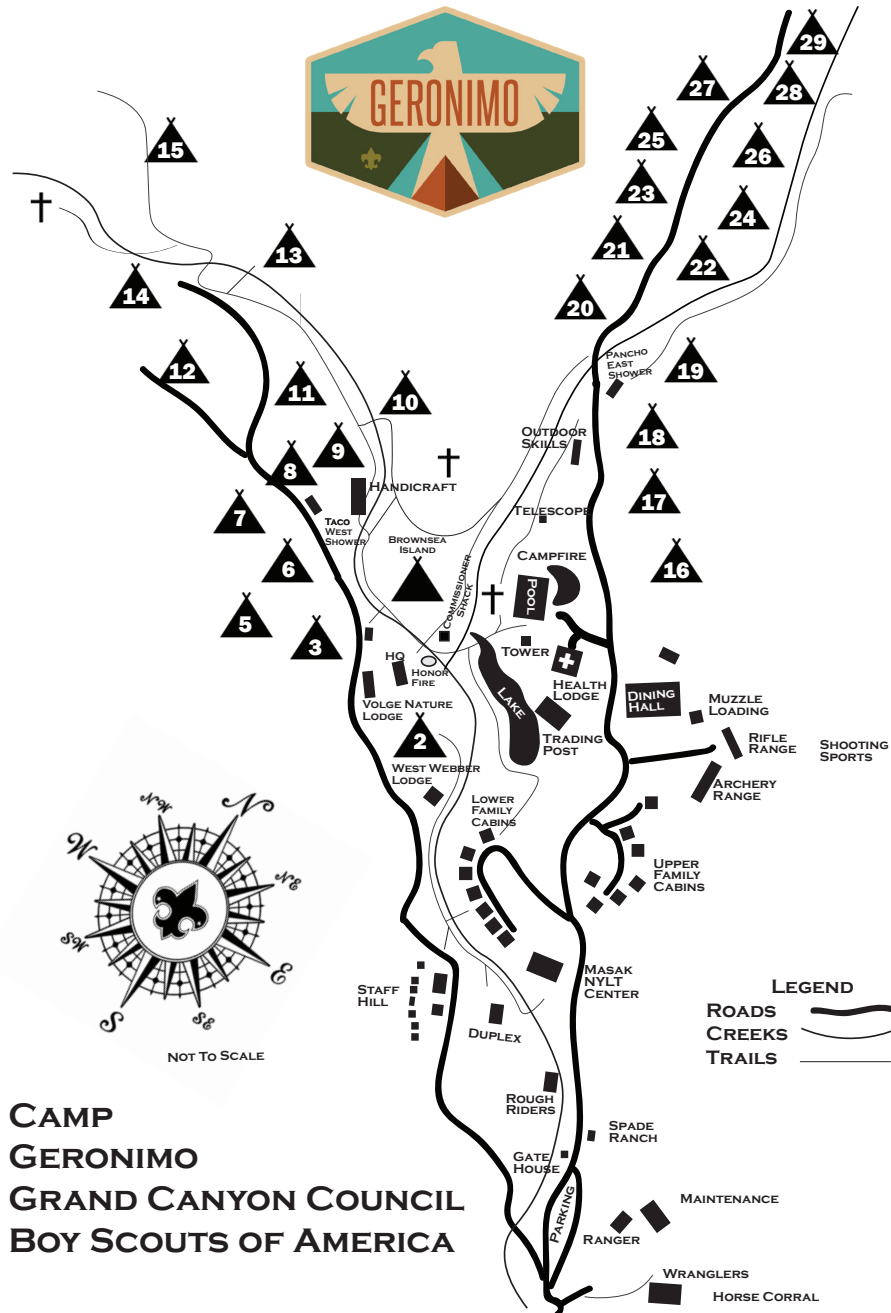 GERONIMO
29
27
28
25
15
26
23
24
13
21
22
14
20
PANCHO
EAST
SHOWER
12
19
11
10
OUTDOOR
SKILLS
18
9
8
HANDICRAFT
17
7
TACO
WEST
SHOWER
TELESCOPE
BROWNSEA
ISLAND
6
COMMISSIONER
SHACK
CAMPFIRE
POOL
16
5
3
HQ
HONOR
FIRE
TOWER
HEALTH
LODGE
VOLGE NATURE
LODGE
LAKE
DINING
HALL
MUZZLE
LOADING
2
TRADING
POST
RIFLE
RANGE
SHOOTING
SPORTS
WEST WEBBER
LODGE
ARCHERY
RANGE
LOWER
FAMILY
CABINS
UPPER
FAMILY
CABINS
NW
N
W
NE
SW
E
S
SE
NOT TO SCALE
STAFF
HILL
MASAK
NYLT
CENTER
DUPLEX
LEGEND
ROADS
CREEKS
TRAILS
ROUGH
RIDERS
SPADE
RANCH
GATE
HOUSE
PARKING
MAINTENANCE
RANGER
WRANGLERS
HORSE CORRAL
CAMP
GERONIMO
GRAND CANYON COUNCIL
BOY SCOUTS OF AMERICA